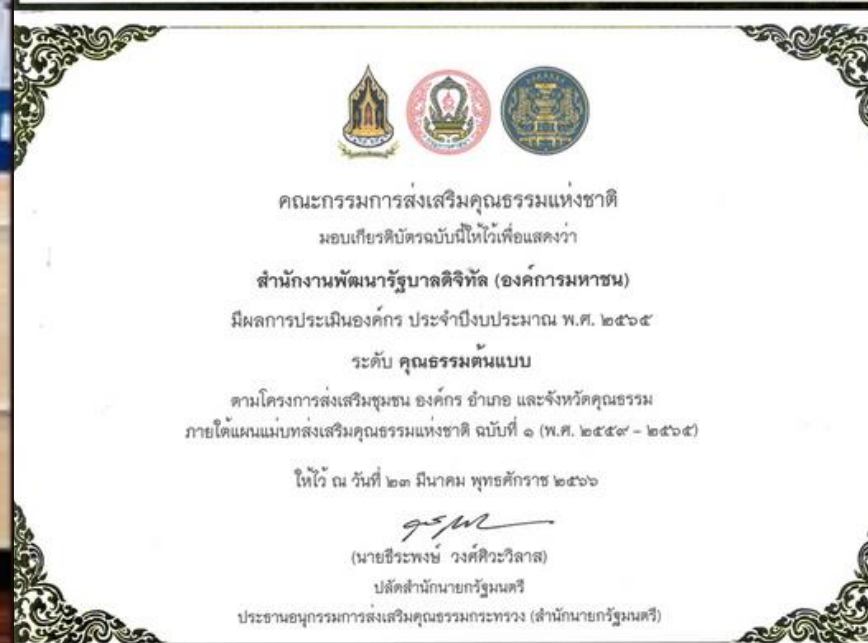 คณะกรรมการส่งเสริมคุณธรรมแห่งชาติ
มอบเกียรติบัตรฉบับนี้ให้ไว้เพื่อแสดงว่า
สำนักงานพัฒนารัฐบาลดิจิทัล (องค์การมหาชน)
มีผลการประเมินองค์กร ประจำปีงบประมาณ พ.ศ. ๒๕๖๕
ระดับ คุณธรรมต้นแบบ
ตามโครงการส่งเสริมชุมชน องค์กร อำเภอ และจังหวัดคุณธรรม
ภายใต้แผนแม่บทส่งเสริมคุณธรรมแห่งชาติ ฉบับที่ ๑ (พ.ศ. ๒๕๕๙ - ๒๕๖๕)
ให้ไว้ ณ วันที่ ๒๓ มีนาคม พุทธศักราช ๒๕๖๖
(นายธีระพงษ์ วงศ์ศิวะวิลาส)
ปลัดสำนักนายกรัฐมนตรี
ประธานอนุกรรมการส่งเสริมคุณธรรมกระทรวง (สำนักนายกรัฐมนตรี)